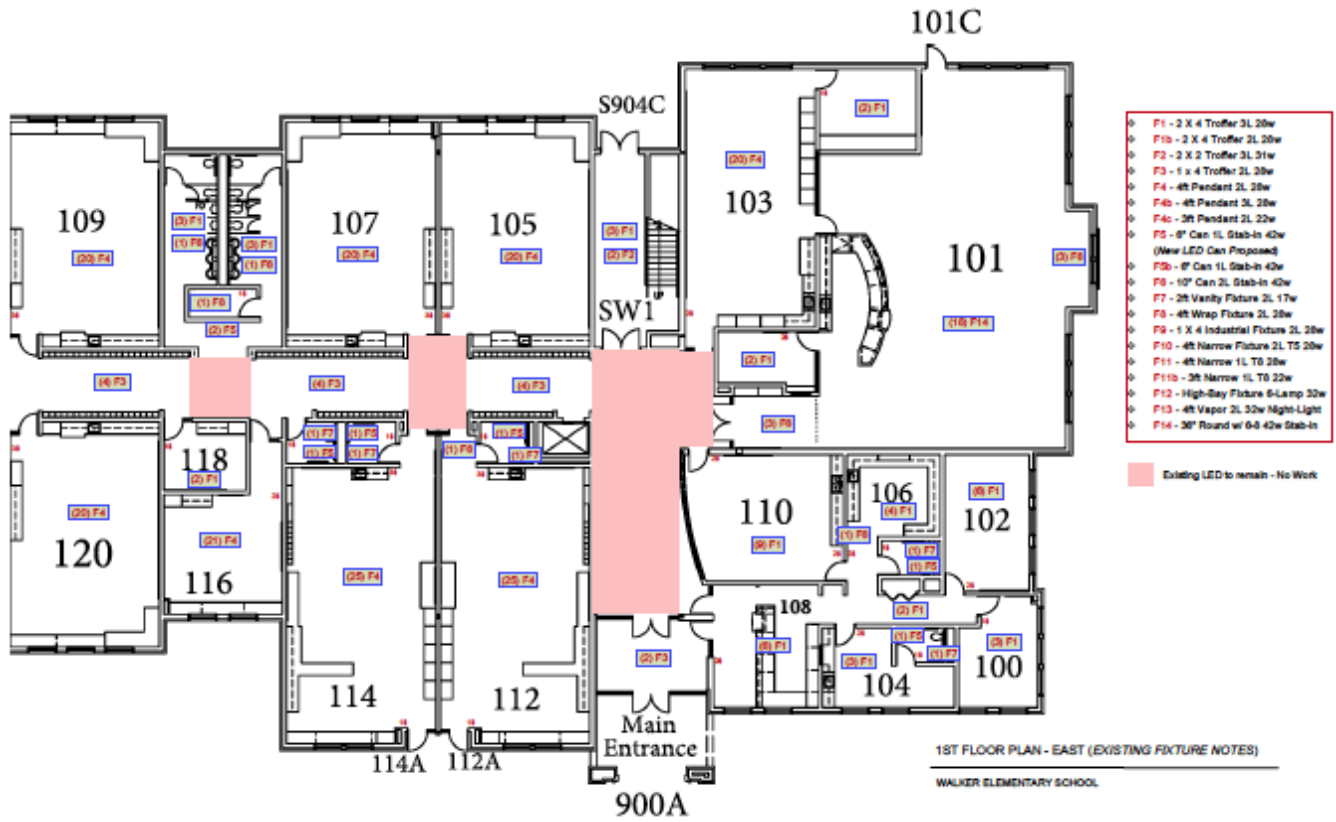 101C
S904C
(2) F1
(20) F4
103
109
(3) F1
(1) F6
(3) F1
(1) F6
107
105
(20) F4
(20) F4
(20) F4
(3) F1
(2) F2
101
(3) F6
(1) F6
(2) F5
SW1
(18) F14
(2) F1
(4) F3
(4) F3
(4) F3
(3) F6
(1) F7
(1) F5
(1) F5
(1) F7
(1) F6
(1) F5
(1) F7
118
(2) F1
110
(9) F1
106
(4) F1
(1) F6
(1) F7
(1) F5
(6) F1
102
(20) F4
120
(21) F4
116
(25) F4
(25) F4
114
112
108
(6) F1
(2) F1
(1) F5
(1) F7
(3) F1
104
(3) F1
100
(2) F3
Main
Entrance
114A
112A
900A
F1 - 2 X 4 Troffer 3L 28w
F1b - 2 X 4 Troffer 2L 28w
F2 - 2 X 2 Troffer 3L 31w
F3 - 1 x 4 Troffer 2L 28w
F4 - 4ft Pendant 2L 28w
F4b - 4ft Pendant 3L 28w
F4c - 3ft Pendant 2L 22w
F5 - 6" Can 1L Stab-in 42w
(New LED Can Proposed)
F5b - 6" Can 1L Stab-in 42w
F6 - 10" Can 2L Stab-in 42w
F7 - 2ft Vanity Fixture 2L 17w
F8 - 4ft Wrap Fixture 2L 28w
F9 - 1 X 4 Industrial Fixture 2L 28w
F10 - 4ft Narrow Fixture 2L T5 28w
F11 - 4ft Narrow 1L T8 28w
F11b - 3ft Narrow 1L T8 22w
F12 - High-Bay Fixture 6-Lamp 32w
F13 - 4ft Vapor 2L 32w Night-Light
F14 - 36" Round w/ 6-8 42w Stab-in
Existing LED to remain - No Work
1ST FLOOR PLAN - EAST (EXISTING FIXTURE NOTES)
WALKER ELEMENTARY SCHOOL